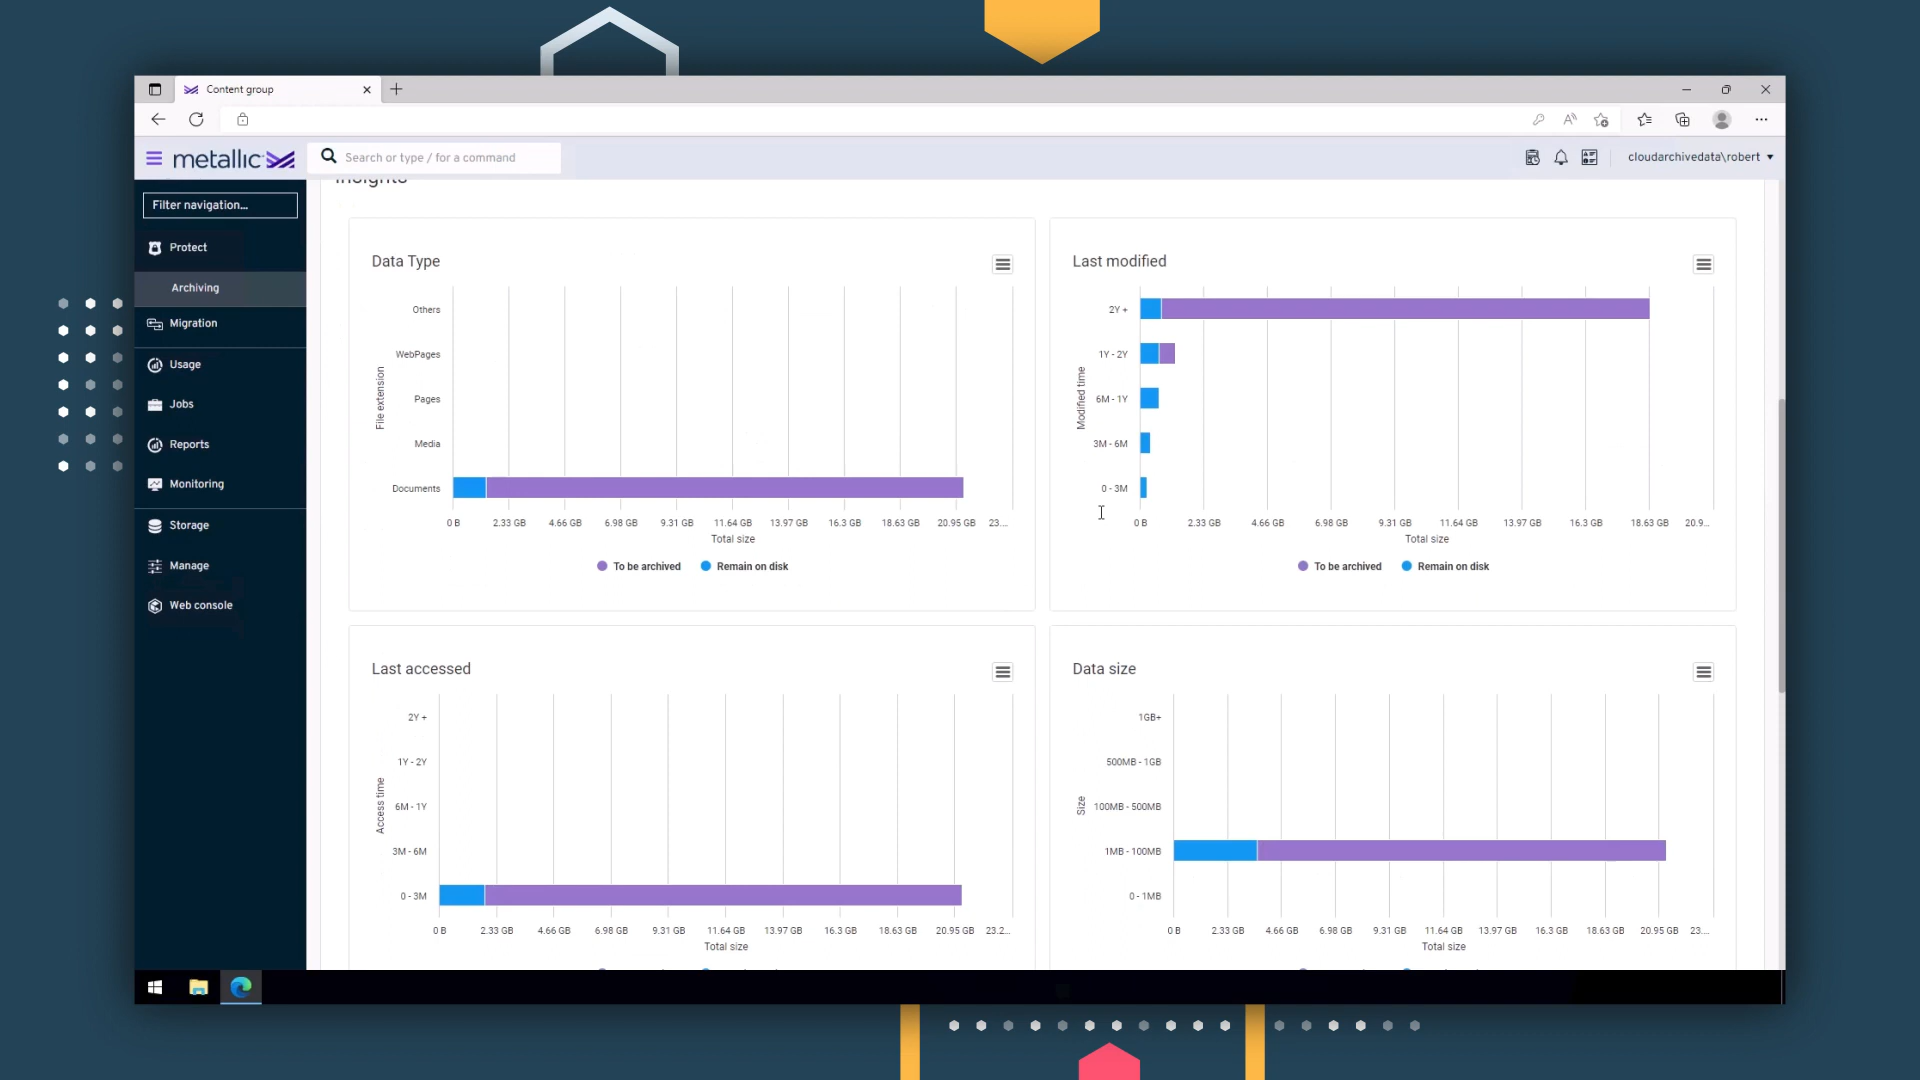 Content group
metallic
Search or type / for a command
cloudarchivedata\robert
Filter navigation...
Protect
Archiving
Migration
Usage
Jobs
Reports
Monitoring
Storage
Manage
Web console
Insights
Data Type
File extension
Others
WebPages
Pages
Media
Documents
0 B 2.33 GB 4.66 GB 6.98 GB 9.31 GB 11.64 GB 13.97 GB 16.3 GB 18.63 GB 20.95 GB 23....
Total size
To be archived Remain on disk
Last modified
Modified time
2Y +
1Y - 2Y
6M - 1Y
3M - 6M
0 - 3M
0 B 2.33 GB 4.66 GB 6.98 GB 9.31 GB 11.64 GB 13.97 GB 16.3 GB 18.63 GB 20.9...
Total size
To be archived Remain on disk
Last accessed
Access time
2Y +
1Y - 2Y
6M - 1Y
3M - 6M
0 - 3M
0 B 2.33 GB 4.66 GB 6.98 GB 9.31 GB 11.64 GB 13.97 GB 16.3 GB 18.63 GB 20.95 GB 23.2...
Total size
Data size
Size
1GB+
500MB - 1GB
100MB - 500MB
1MB - 100MB
0 - 1MB
0 B 2.33 GB 4.66 GB 6.98 GB 9.31 GB 11.64 GB 13.97 GB 16.3 GB 18.63 GB 20.95 GB 23....
Total size